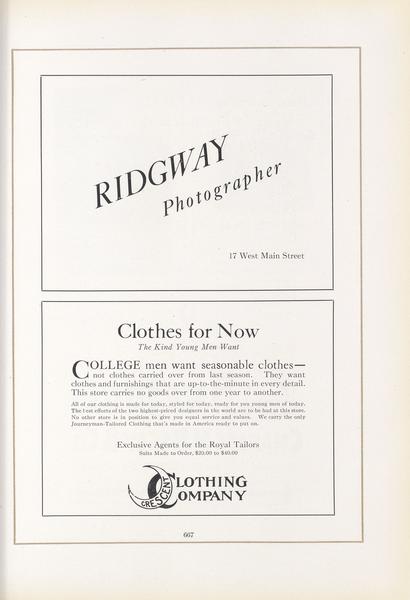 RIDGWAY
Photographer
17 West Main Street
Clothes for Now
The Kind Young Men Want
COLLEGE men want seasonable clothes—
not clothes carried over from last season. They want
clothes and furnishings that are up-to-the-minute in every detail.
This store carries no goods over from one year to another.
All of our clothing is made for today, styled for today, ready for you young men of today.
The best efforts of the two highest-priced designers in the world are to be had at this store.
No other store is in position to give you equal service and values. We carry the only
Journeyman-Tailored Clothing that's made in America ready to put on.
Exclusive Agents for the Royal Tailors
Suits Made to Order, $20.00 to $40.00
CRESCENT CLOTHING
COMPANY
667